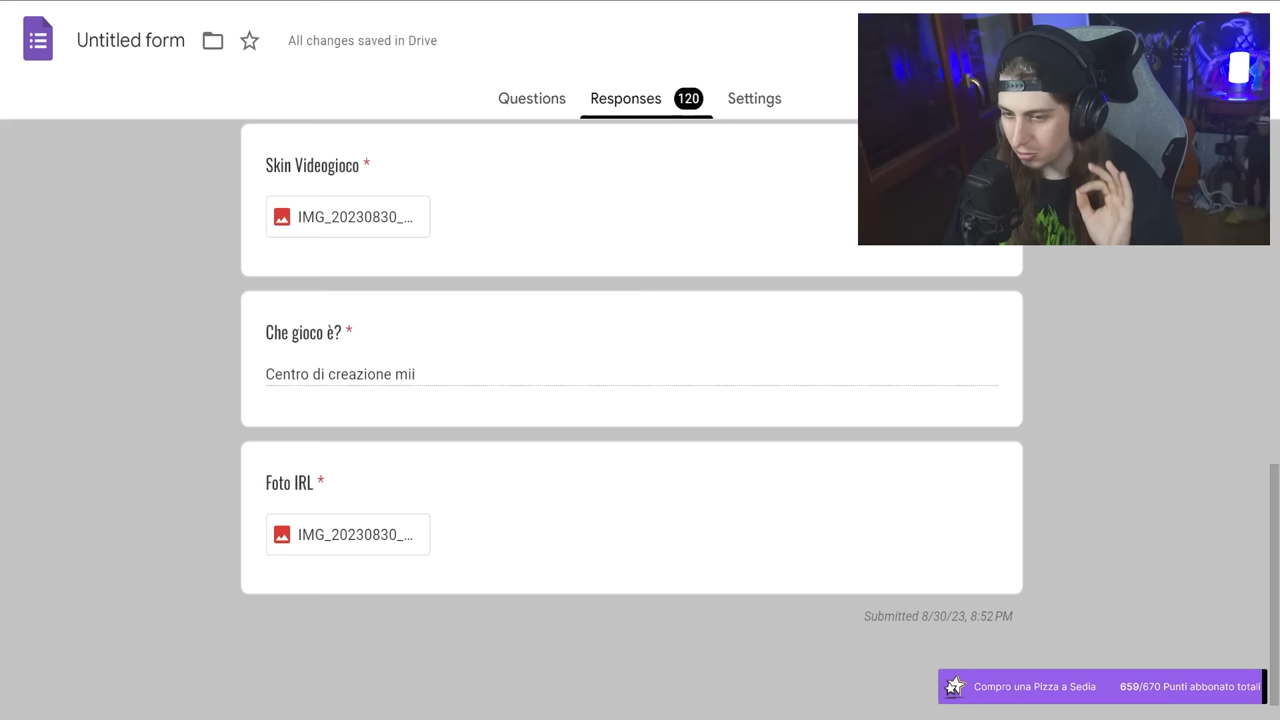 Untitled form
All changes saved in Drive
Questions
Responses
120
Settings
Skin Videogioco *
IMG_20230830_...
Che gioco è? *
Centro di creazione mii
Foto IRL *
IMG_20230830_...
Submitted 8/30/23, 8:52 PM
Compro una Pizza a Sedia
659/670 Punti abbonato totali